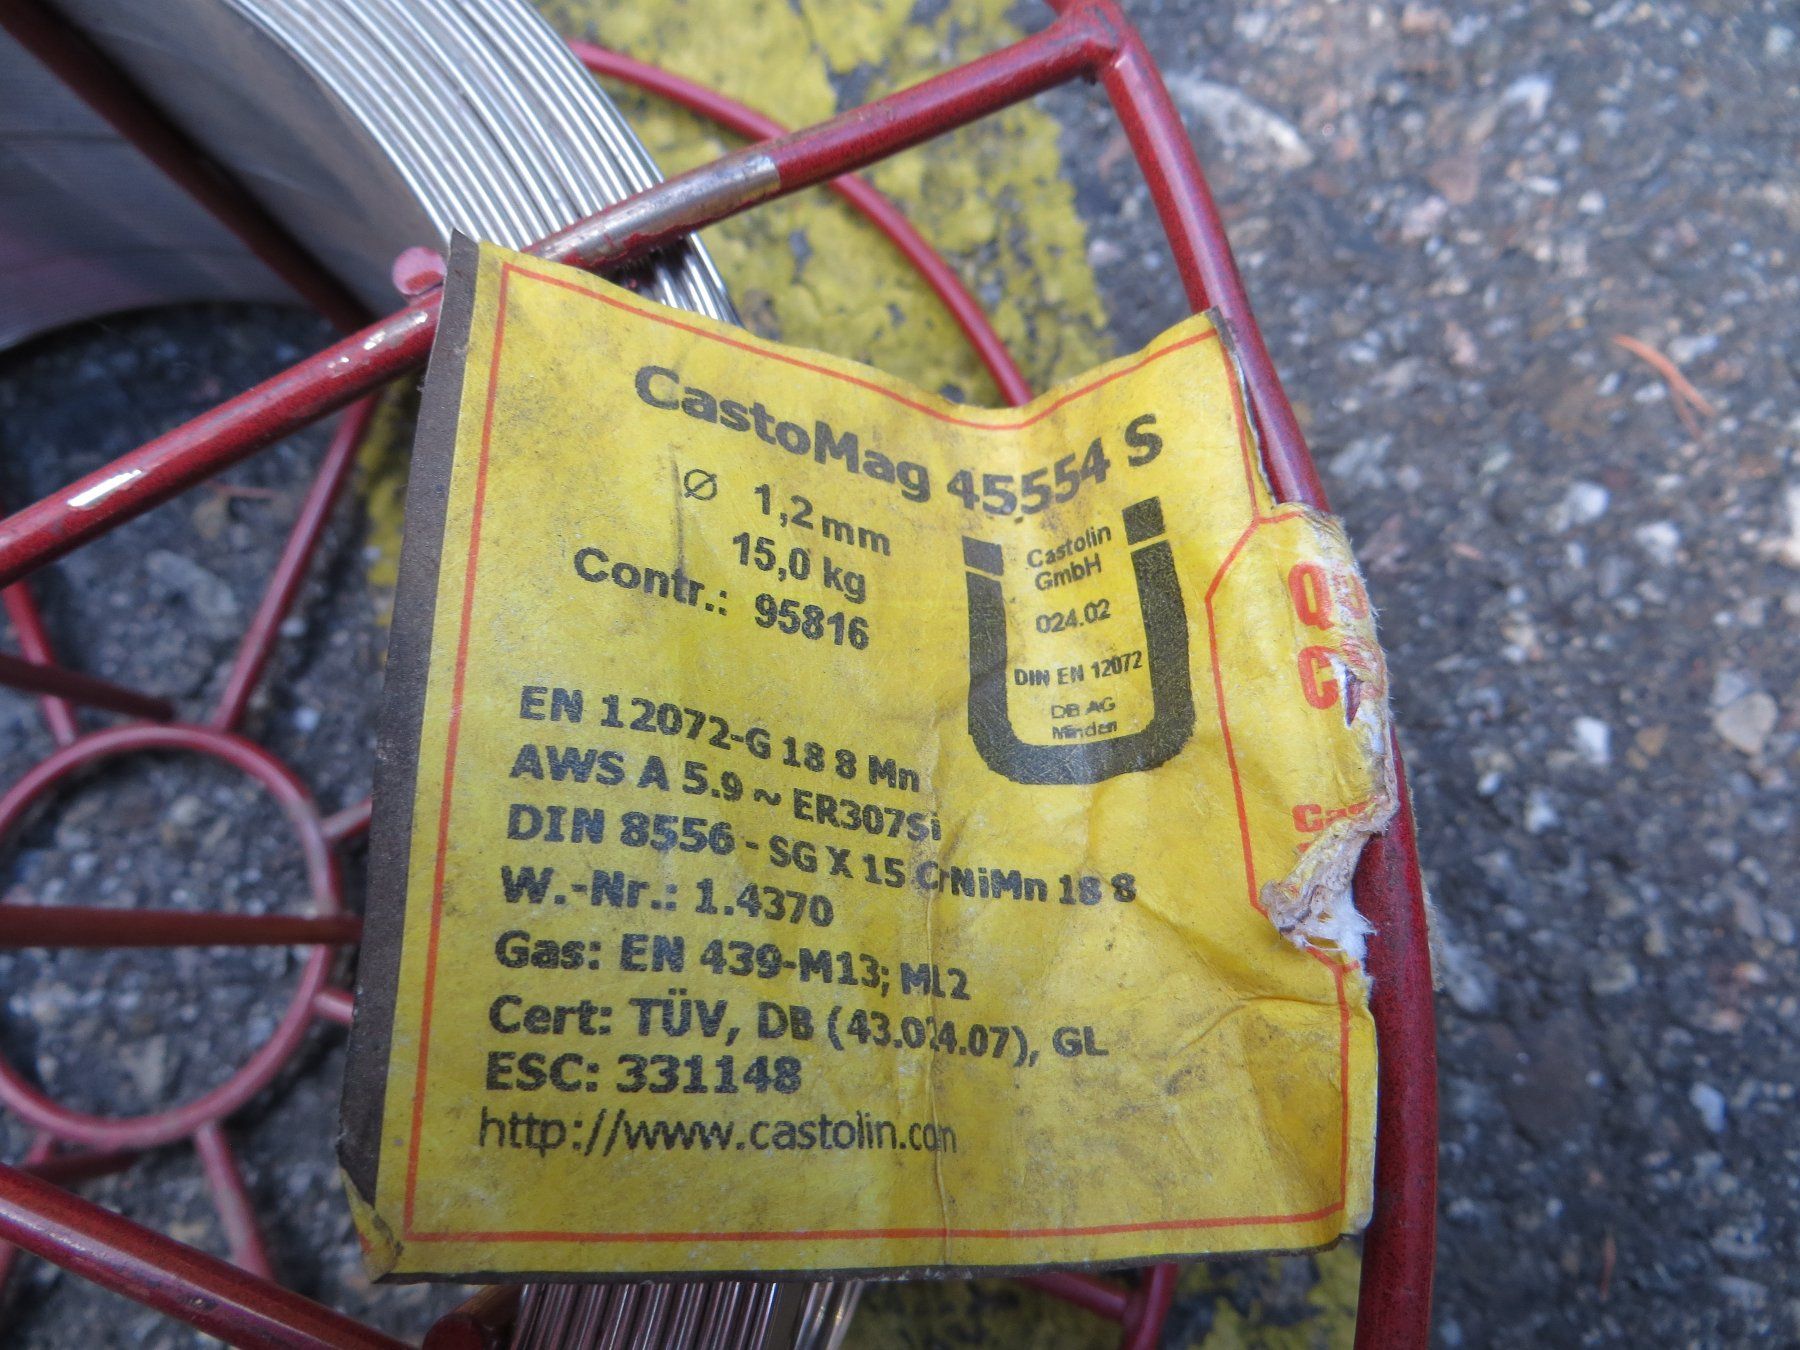 CastoMag 45554 S
Ø 1,2 mm
15,0 kg
Contr.: 95816
Castolin
GmbH
024.02
DIN EN 12072
DB AG
Minden
EN 12072-G 18 8 Mn
AWS A 5.9 ~ ER307Si
DIN 8556 - SG X 15 CrNiMn 18 8
W.-Nr.: 1.4370
Gas: EN 439-M13; M12
Cert: TÜV, DB (43.024.07), GL
ESC: 331148
http://www.castolin.com